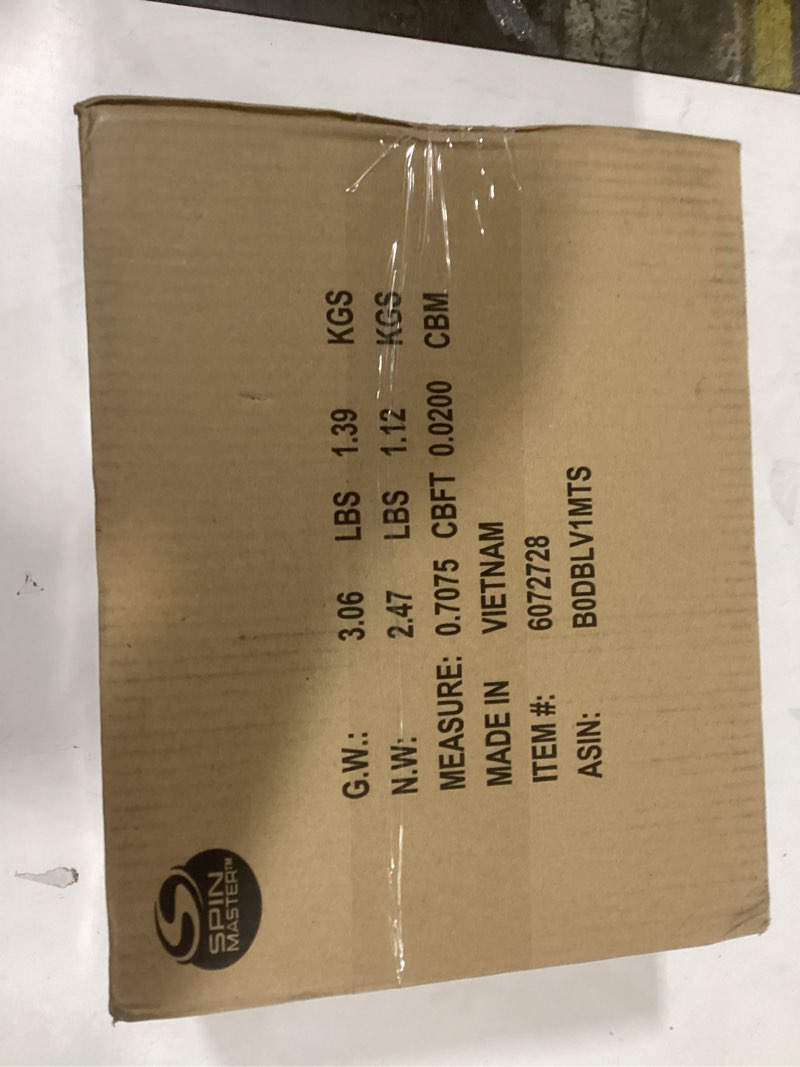 SPIN
MASTER™
G.W.: 3.06 LBS 1.39 KGS
N.W: 2.47 LBS 1.12 KGS
MEASURE: 0.7075 CBFT 0.0200 CBM
MADE IN VIETNAM
ITEM #: 6072728
ASIN: B0DBLV1MTS